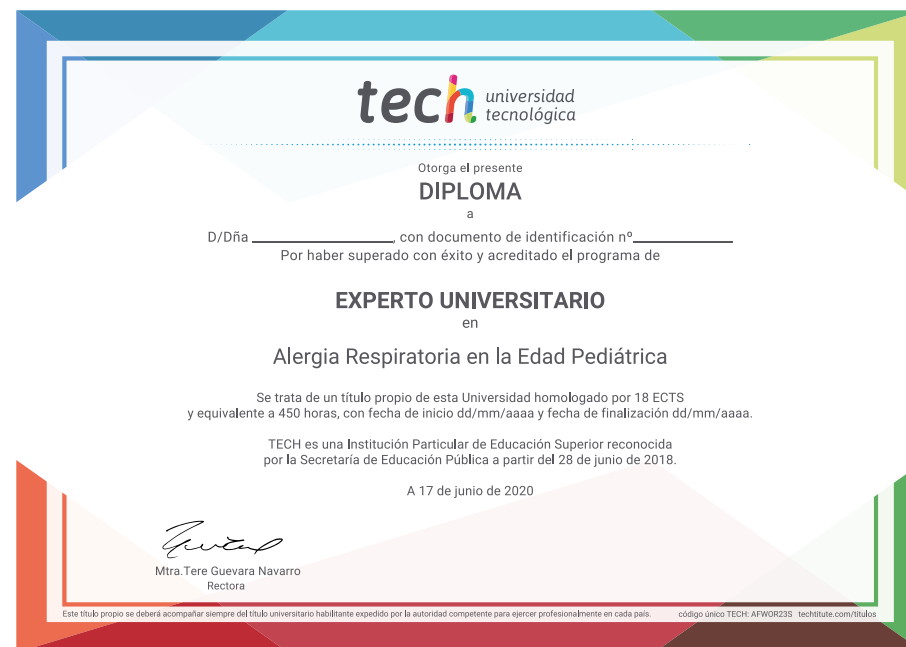 tech universidad
tecnológica
Otorga el presente
DIPLOMA
a
D/Dña ____________________, con documento de identificación nº______________
Por haber superado con éxito y acreditado el programa de
EXPERTO UNIVERSITARIO
en
Alergia Respiratoria en la Edad Pediátrica
Se trata de un título propio de esta Universidad homologado por 18 ECTS
y equivalente a 450 horas, con fecha de inicio dd/mm/aaaa y fecha de finalización dd/mm/aaaa.
TECH es una Institución Particular de Educación Superior reconocida
por la Secretaría de Educación Pública a partir del 28 de junio de 2018.
A 17 de junio de 2020
Mtra.Tere Guevara Navarro
Rectora
Este título propio se deberá acompañar siempre del título universitario habilitante expedido por la autoridad competente para ejercer profesionalmente en cada país. código único TECH: AFWOR23S techtitute.com/titulos